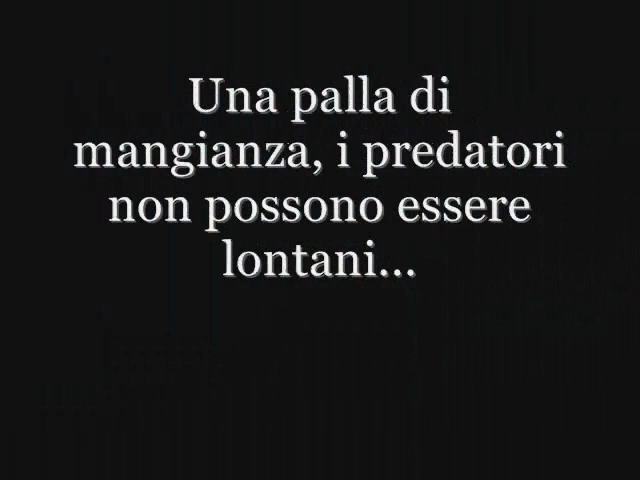 Una palla di
mangianza, i predatori
non possono essere
lontani...